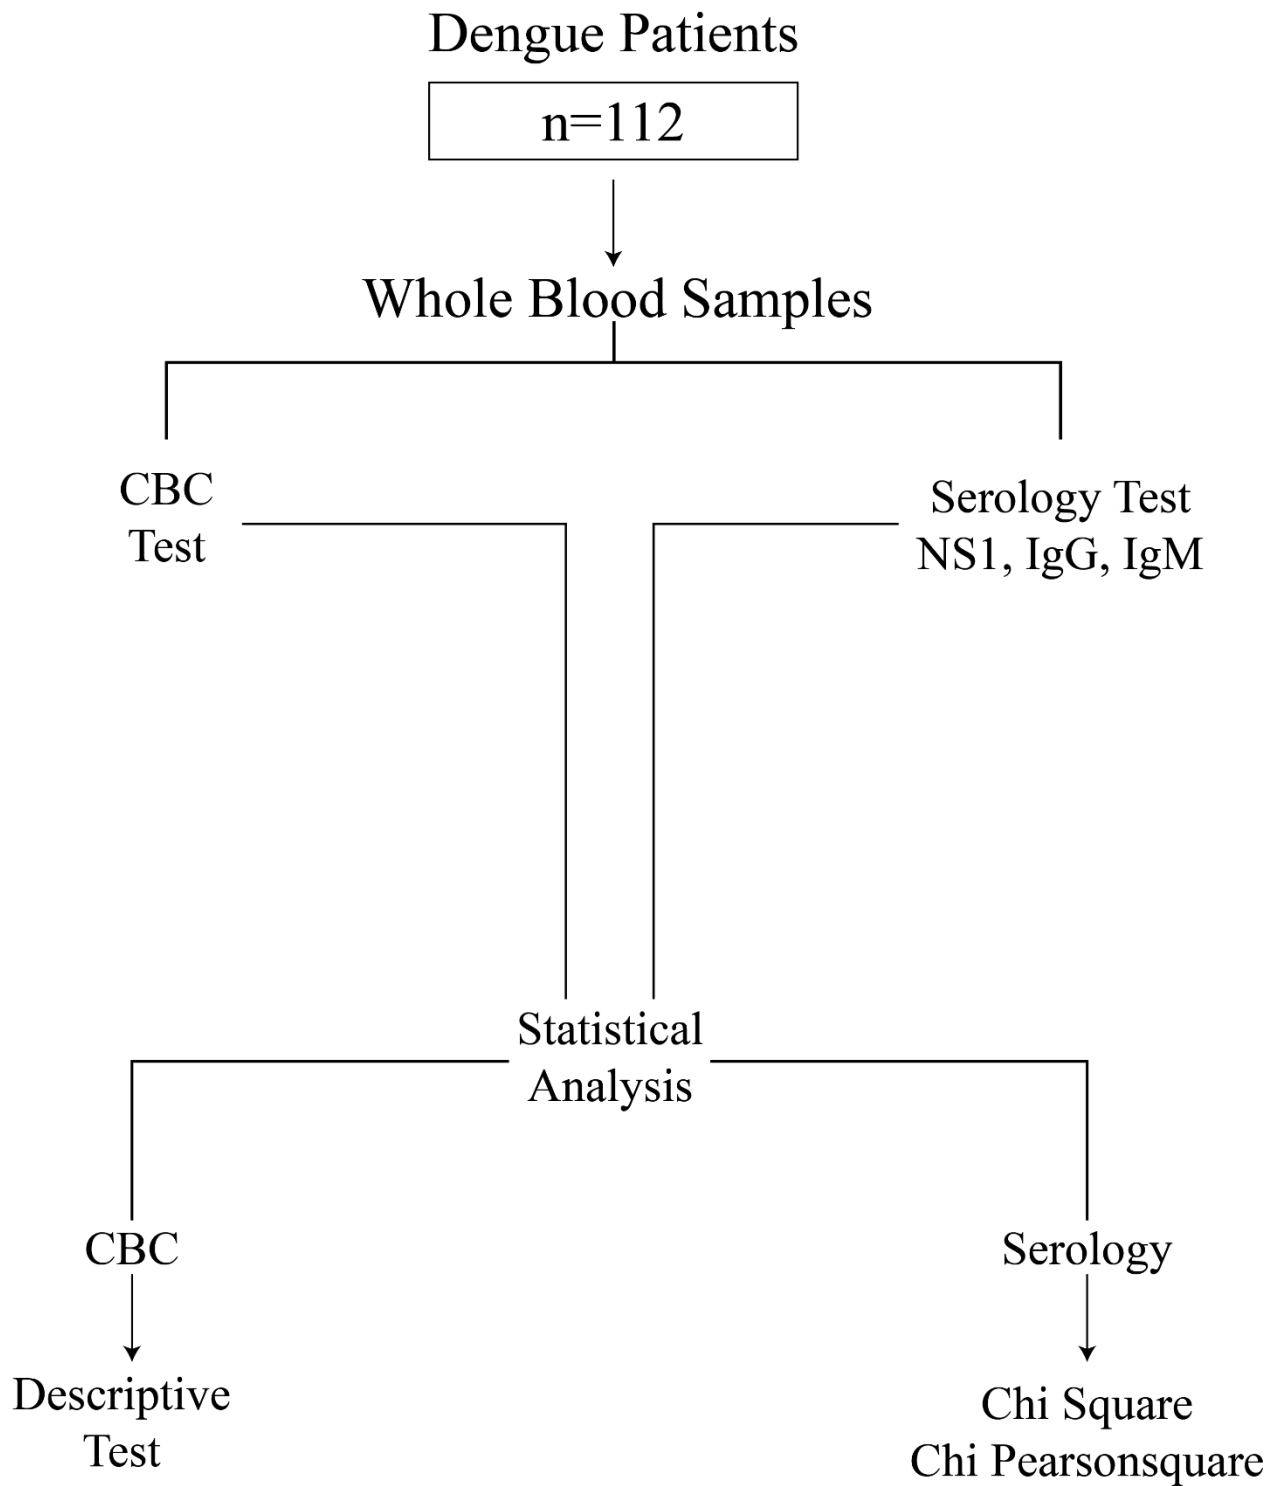 Dengue Patients
n=112
Whole Blood Samples
CBC
Test
Serology Test
NS1, IgG, IgM
Statistical
Analysis
CBC
Serology
Descriptive
Test
Chi Square
Chi Pearsonsquare